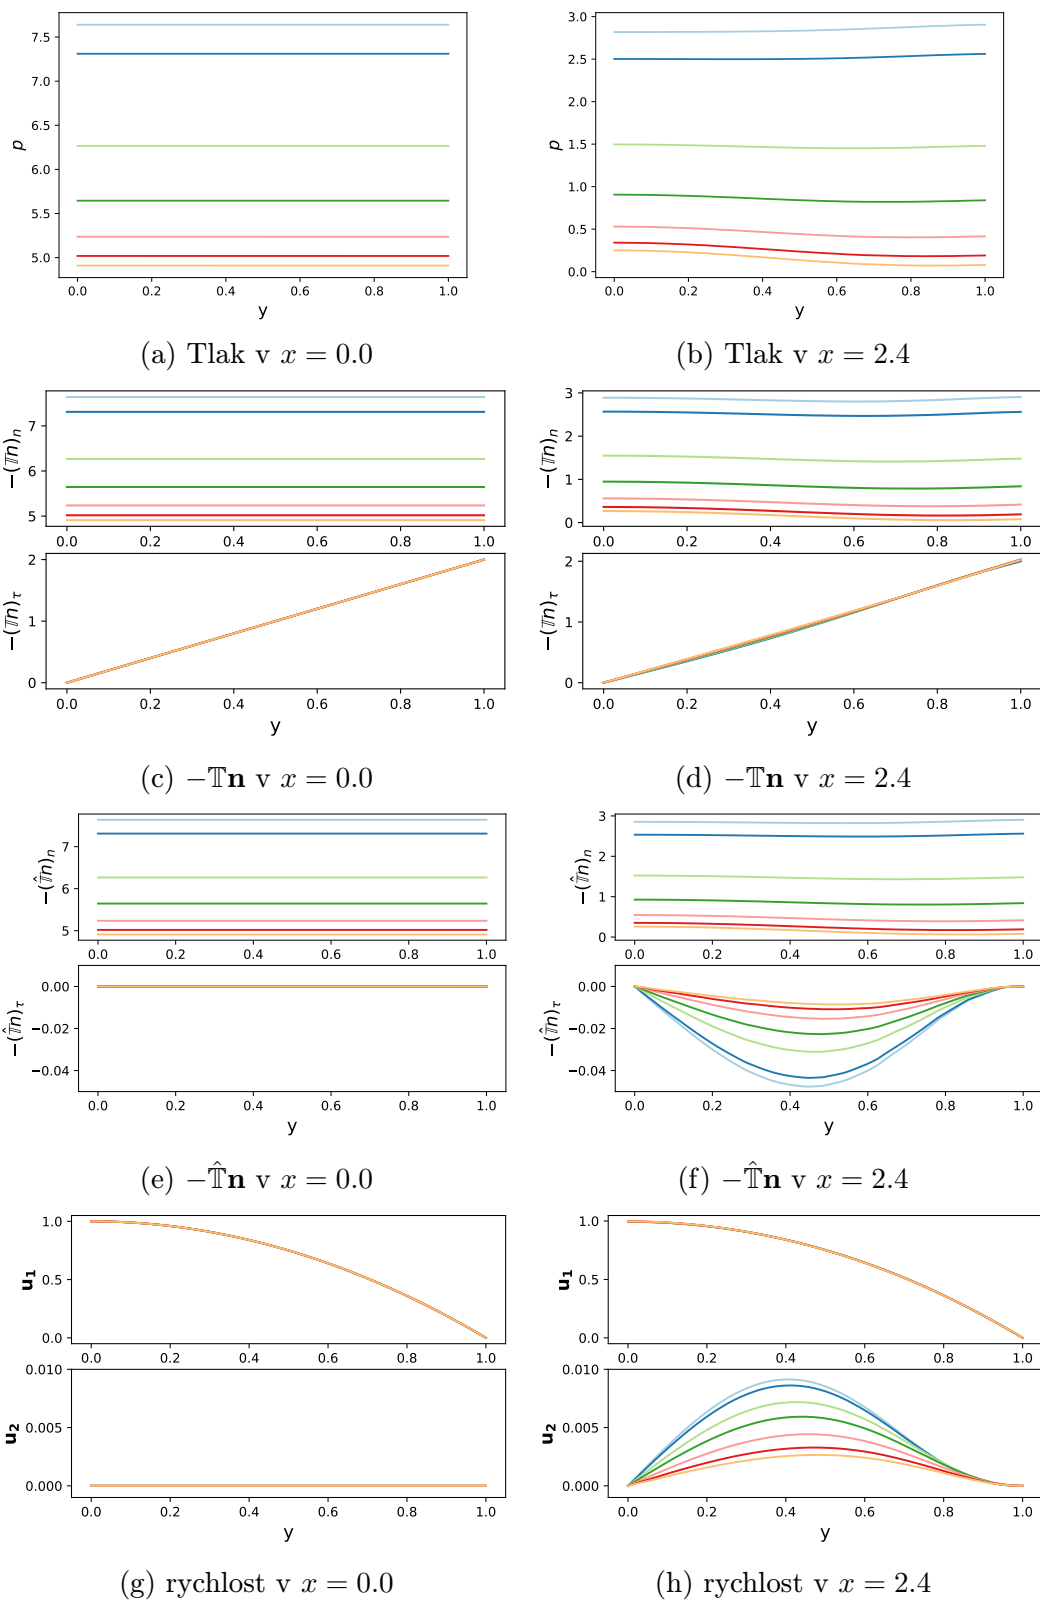 7.5
7.0
6.5
6.0
5.5
5.0
p
0.0 0.2 0.4 0.6 0.8 1.0
y
(a) Tlak v x = 0.0
3.0
2.5
2.0
1.5
1.0
0.5
0.0
p
0.0 0.2 0.4 0.6 0.8 1.0
y
(b) Tlak v x = 2.4
7
6
5
−(𝕋n)ₙ
0.0 0.2 0.4 0.6 0.8 1.0
2
1
0
−(𝕋n)τ
0.0 0.2 0.4 0.6 0.8 1.0
y
(c) −𝕋n v x = 0.0
3
2
1
0
−(𝕋n)ₙ
0.0 0.2 0.4 0.6 0.8 1.0
2
1
0
−(𝕋n)τ
0.0 0.2 0.4 0.6 0.8 1.0
y
(d) −𝕋n v x = 2.4
7
6
5
−(𝕋̂n)ₙ
0.0 0.2 0.4 0.6 0.8 1.0
0.00
−0.02
−0.04
−(𝕋̂n)τ
0.0 0.2 0.4 0.6 0.8 1.0
y
(e) −𝕋̂n v x = 0.0
3
2
1
0
−(𝕋̂n)ₙ
0.0 0.2 0.4 0.6 0.8 1.0
0.00
−0.02
−0.04
−(𝕋̂n)τ
0.0 0.2 0.4 0.6 0.8 1.0
y
(f) −𝕋̂n v x = 2.4
1.0
0.5
0.0
u₁
0.0 0.2 0.4 0.6 0.8 1.0
0.010
0.005
0.000
u₂
0.0 0.2 0.4 0.6 0.8 1.0
y
(g) rychlost v x = 0.0
1.0
0.5
0.0
u₁
0.0 0.2 0.4 0.6 0.8 1.0
0.010
0.005
0.000
u₂
0.0 0.2 0.4 0.6 0.8 1.0
y
(h) rychlost v x = 2.4